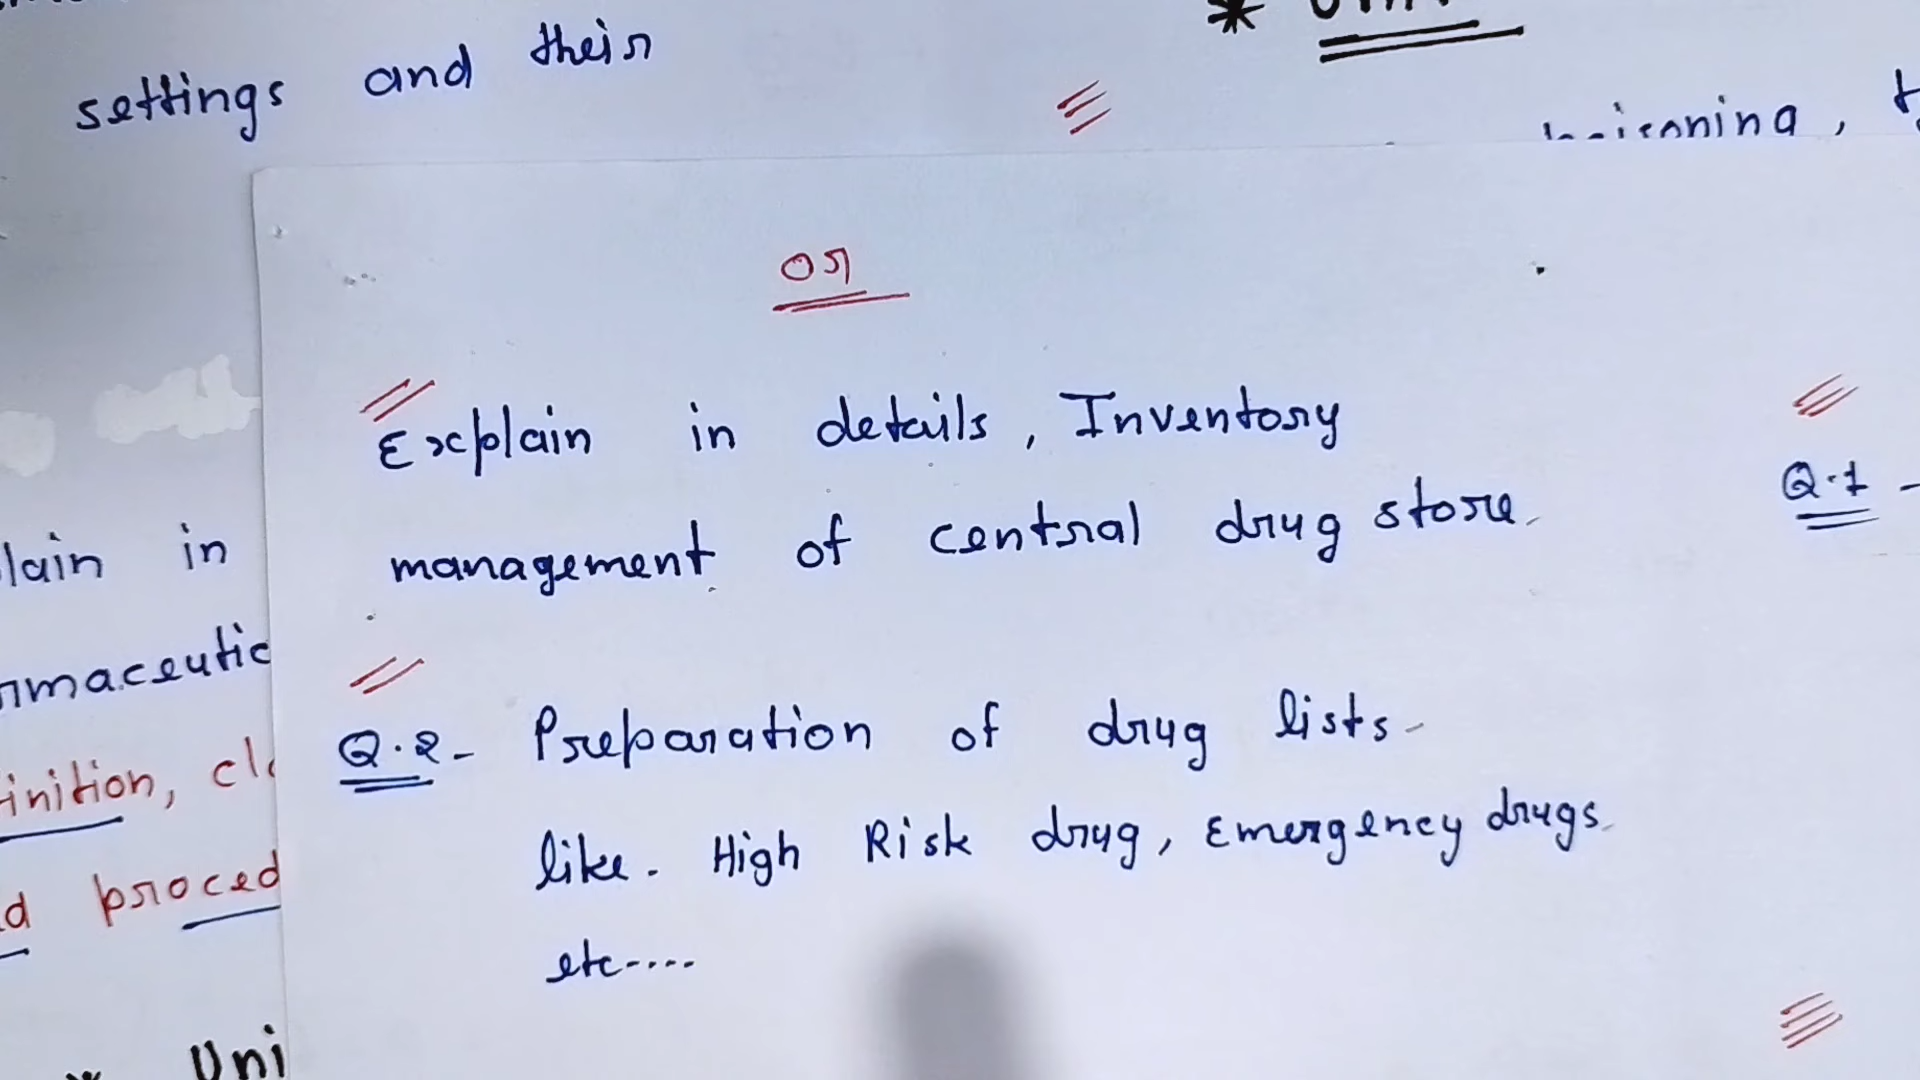 settings and their
or
Explain in details, Inventory
management of central drug store.
Q.2- Preparation of drug lists-
like. High Risk drug, Emergency drugs.
etc----
Q.1 -
lain in
rmaceutic
inition, cl
d proced
Uni